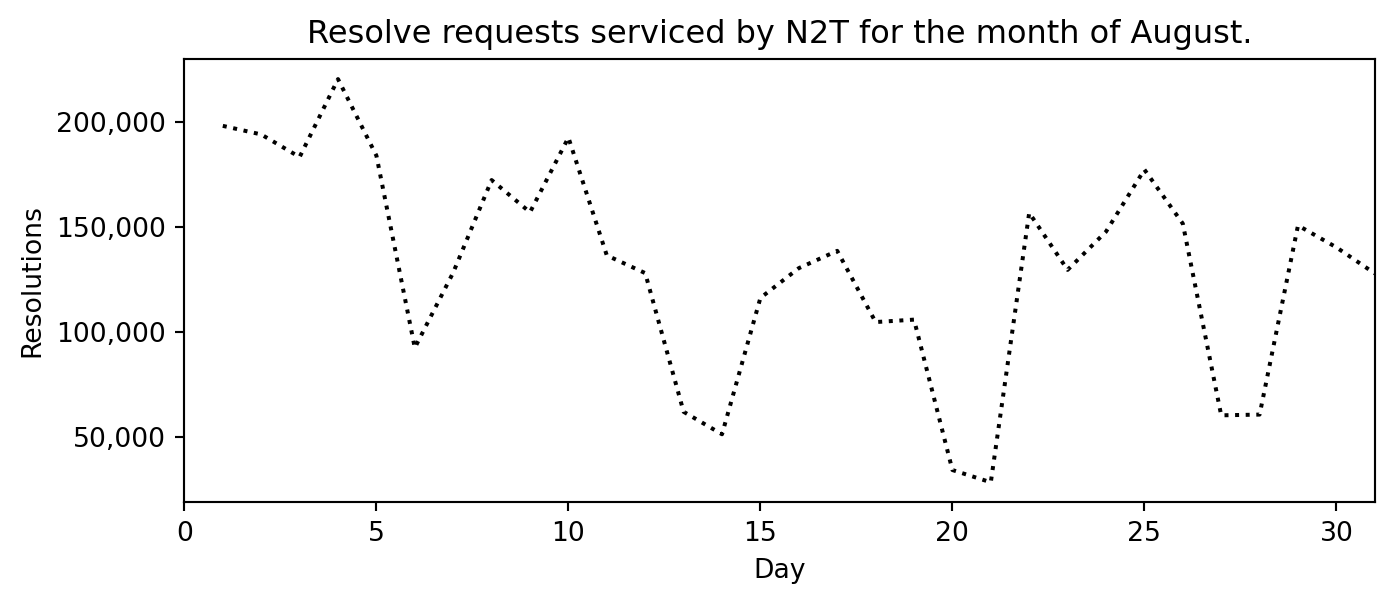 Resolve requests serviced by N2T for the month of August.
200,000
150,000
100,000
50,000
Resolutions
0 5 10 15 20 25 30
Day